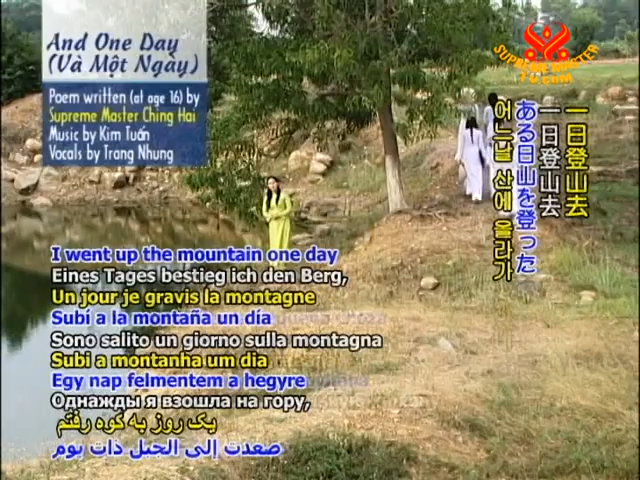 And One Day
(Và Một Ngày)
Poem written (at age 16) by
Supreme Master Ching Hai
Music by Kim Tuấn
Vocals by Trang Nhung
SUPREME MASTER
TV.com
一日登山去
一日登山去
ある日山を登った
어느날 산에 올라가
I went up the mountain one day
Eines Tages bestieg ich den Berg,
Un jour je gravis la montagne
Subí a la montaña un día
Sono salito un giorno sulla montagna
Subi a montanha um dia
Egy nap felmentem a hegyre
Однажды я взошла на гору,
یک روز به کوه رفتم
صعدت إلى الجبل ذات يوم